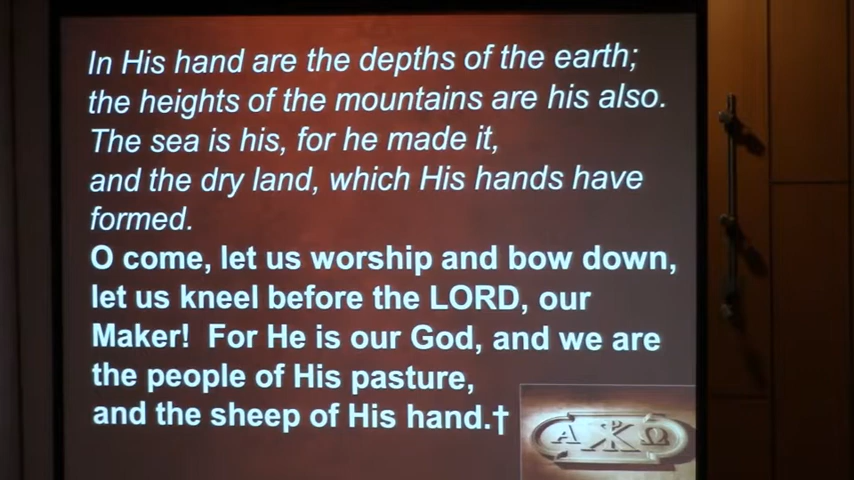 In His hand are the depths of the earth;
the heights of the mountains are his also.
The sea is his, for he made it,
and the dry land, which His hands have
formed.
O come, let us worship and bow down,
let us kneel before the LORD, our
Maker!  For He is our God, and we are
the people of His pasture,
and the sheep of His hand.†
Α ☧ Ω